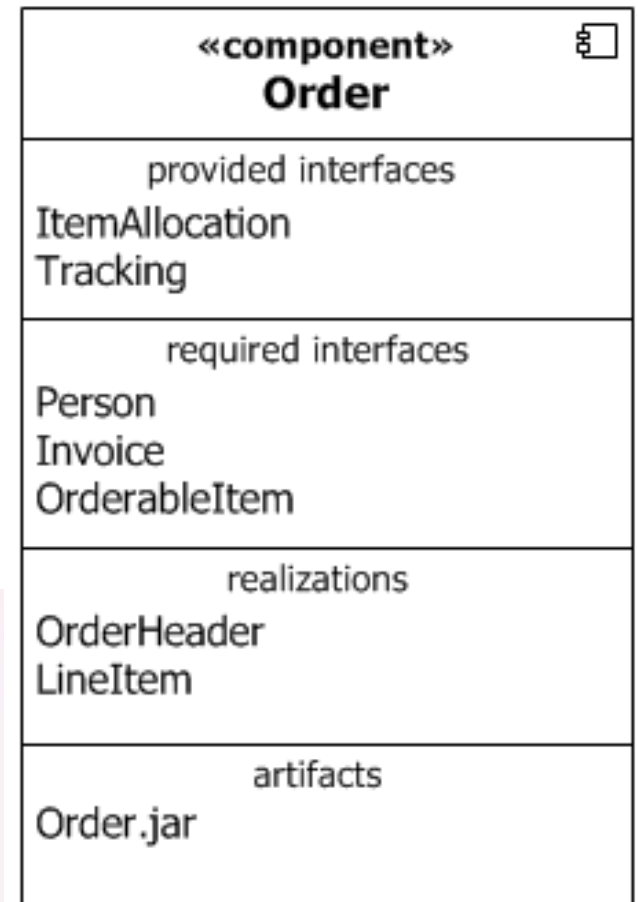 «component»
Order
provided interfaces
ItemAllocation
Tracking
required interfaces
Person
Invoice
OrderableItem
realizations
OrderHeader
LineItem
artifacts
Order.jar